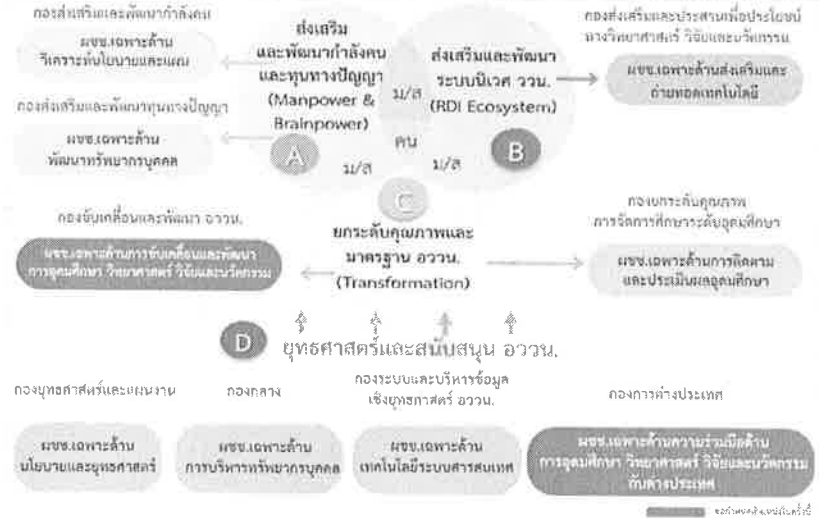 กองส่งเสริมและพัฒนากำลังคน
ผชช.เฉพาะด้าน
วิเคราะห์นโยบายและแผน
กองส่งเสริมและพัฒนาทุนทางปัญญา
ผชช.เฉพาะด้าน
พัฒนาทรัพยากรบุคคล
ส่งเสริม
และพัฒนากำลังคน
และทุนทางปัญญา
(Manpower &
Brainpower)
A
ม/ส
คน
ม/ส
ม/ส
ส่งเสริมและพัฒนา
ระบบนิเวศ ววน.
(RDI Ecosystem)
B
กองส่งเสริมและประสานเพื่อประโยชน์
ทางวิทยาศาสตร์ วิจัยและนวัตกรรม
ผชช.เฉพาะด้านส่งเสริมและ
ถ่ายทอดเทคโนโลยี
กองขับเคลื่อนและพัฒนา อววน.
ผชช.เฉพาะด้านการขับเคลื่อนและพัฒนา
การอุดมศึกษา วิทยาศาสตร์ วิจัยและนวัตกรรม
C
ยกระดับคุณภาพและ
มาตรฐาน อววน.
(Transformation)
กองยกระดับคุณภาพ
การจัดการศึกษาระดับอุดมศึกษา
ผชช.เฉพาะด้านการติดตาม
และประเมินผลอุดมศึกษา
D ยุทธศาสตร์และสนับสนุน อววน.
กองยุทธศาสตร์และแผนงาน
ผชช.เฉพาะด้าน
นโยบายและยุทธศาสตร์
กองกลาง
ผชช.เฉพาะด้าน
การบริหารทรัพยากรบุคคล
กองระบบและบริหารข้อมูล
เชิงยุทธศาสตร์ อววน.
ผชช.เฉพาะด้าน
เทคโนโลยีระบบสารสนเทศ
กองการต่างประเทศ
ผชช.เฉพาะด้านความร่วมมือด้าน
การอุดมศึกษา วิทยาศาสตร์ วิจัยและนวัตกรรม
กับต่างประเทศ
ขอกำหนดตำแหน่งในครั้งนี้